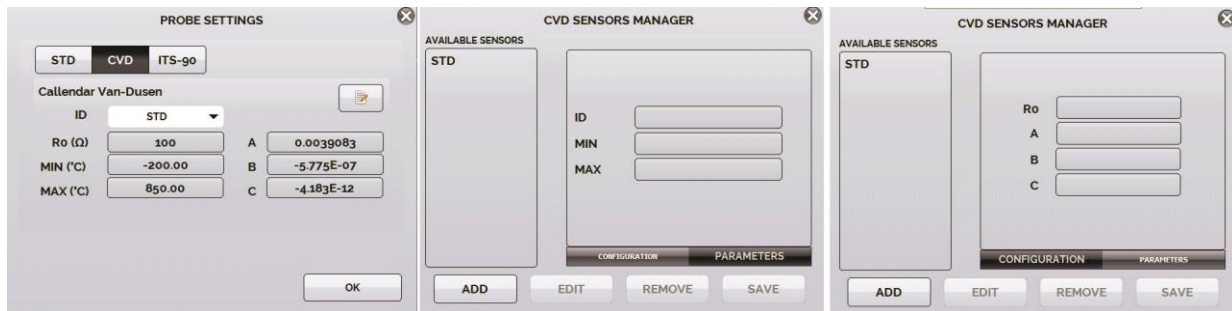 PROBE SETTINGS
STD CVD ITS-90
Callendar Van-Dusen
ID STD
Ro (Ω) 100 A 0.0039083
MIN (°C) -200.00 B -5.775E-07
MAX (°C) 850.00 C -4.183E-12
OK
CVD SENSORS MANAGER
AVAILABLE SENSORS
STD
ID
MIN
MAX
CONFIGURATION PARAMETERS
ADD EDIT REMOVE SAVE
CVD SENSORS MANAGER
AVAILABLE SENSORS
STD
Ro
A
B
C
CONFIGURATION PARAMETERS
ADD EDIT REMOVE SAVE